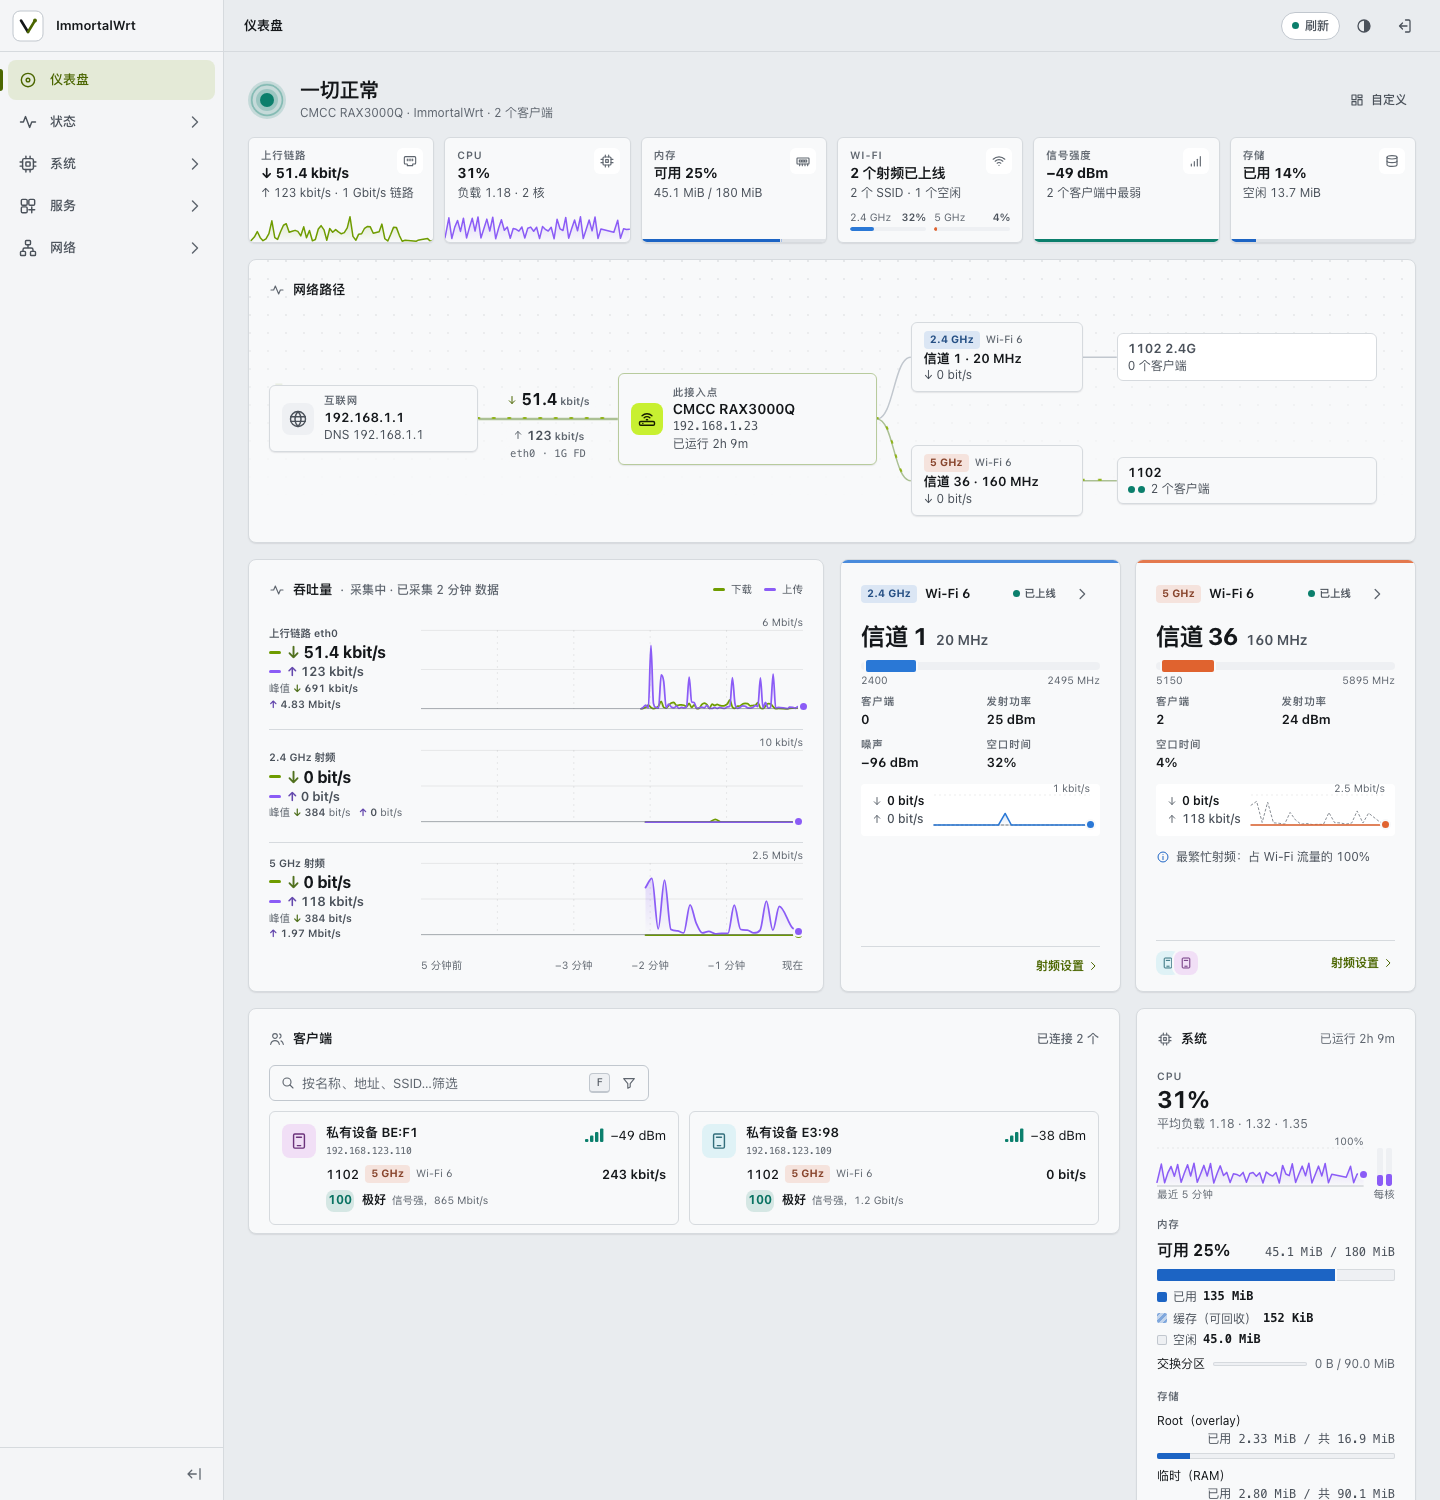 ImmortalWrt
仪表盘
刷新
仪表盘
状态
系统
服务
网络
一切正常
CMCC RAX3000Q · ImmortalWrt · 2 个客户端
自定义
上行链路
↓ 51.4 kbit/s
↑ 123 kbit/s · 1 Gbit/s 链路
CPU
31%
负载 1.18 · 2 核
内存
可用 25%
45.1 MiB / 180 MiB
WI-FI
2 个射频已上线
2 个 SSID · 1 个空闲
2.4 GHz 32% 5 GHz 4%
信号强度
−49 dBm
2 个客户端中最弱
存储
已用 14%
空闲 13.7 MiB
网络路径
互联网
192.168.1.1
DNS 192.168.1.1
↓ 51.4 kbit/s
↑ 123 kbit/s
eth0 · 1G FD
此接入点
CMCC RAX3000Q
192.168.1.23
已运行 2h 9m
2.4 GHz Wi-Fi 6
信道 1 · 20 MHz
↓ 0 bit/s
1102 2.4G
0 个客户端
5 GHz Wi-Fi 6
信道 36 · 160 MHz
↓ 0 bit/s
1102
2 个客户端
吞吐量 · 采集中 · 已采集 2 分钟 数据
下载 上传
上行链路 eth0
↓ 51.4 kbit/s
↑ 123 kbit/s
峰值 ↓ 691 kbit/s
↑ 4.83 Mbit/s
6 Mbit/s
2.4 GHz 射频
↓ 0 bit/s
↑ 0 bit/s
峰值 ↓ 384 bit/s ↑ 0 bit/s
10 kbit/s
5 GHz 射频
↓ 0 bit/s
↑ 118 kbit/s
峰值 ↓ 384 bit/s
↑ 1.97 Mbit/s
2.5 Mbit/s
5 分钟前 −3 分钟 −2 分钟 −1 分钟 现在
2.4 GHz Wi-Fi 6 已上线
信道 1 20 MHz
2400 2495 MHz
客户端 发射功率
0 25 dBm
噪声 空口时间
−96 dBm 32%
1 kbit/s
↓ 0 bit/s
↑ 0 bit/s
射频设置
5 GHz Wi-Fi 6 已上线
信道 36 160 MHz
5150 5895 MHz
客户端 发射功率
2 24 dBm
空口时间
4%
2.5 Mbit/s
↓ 0 bit/s
↑ 118 kbit/s
最繁忙射频：占 Wi-Fi 流量的 100%
射频设置
客户端
已连接 2 个
按名称、地址、SSID...筛选
F
私有设备 BE:F1
−49 dBm
192.168.123.110
1102 5 GHz Wi-Fi 6 243 kbit/s
100 极好 信号强，865 Mbit/s
私有设备 E3:98
−38 dBm
192.168.123.109
1102 5 GHz Wi-Fi 6 0 bit/s
100 极好 信号强，1.2 Gbit/s
系统
已运行 2h 9m
CPU
31%
平均负载 1.18 · 1.32 · 1.35
100%
最近 5 分钟 每核
内存
可用 25% 45.1 MiB / 180 MiB
已用 135 MiB
缓存（可回收） 152 KiB
空闲 45.0 MiB
交换分区 0 B / 90.0 MiB
存储
Root（overlay）
已用 2.33 MiB / 共 16.9 MiB
临时（RAM）
已用 2.80 MiB / 共 90.1 MiB